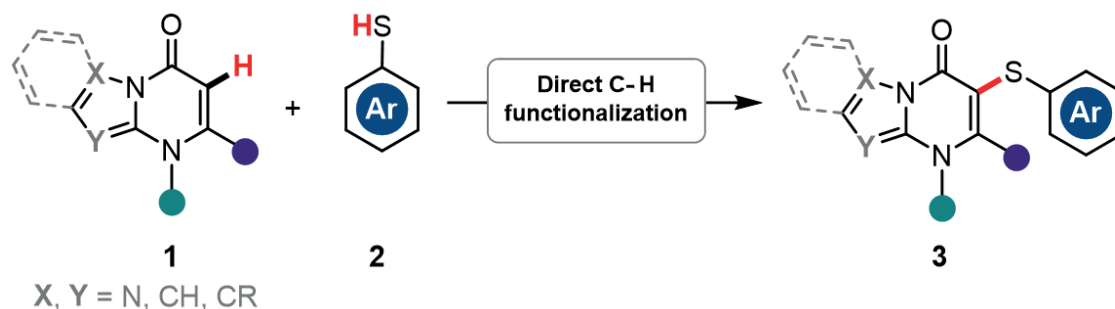 O
H
X
N
Y
N
1
X, Y = N, CH, CR
+
HS
Ar
2
Direct C-H
functionalization
O
S
X
N
Ar
Y
N
3